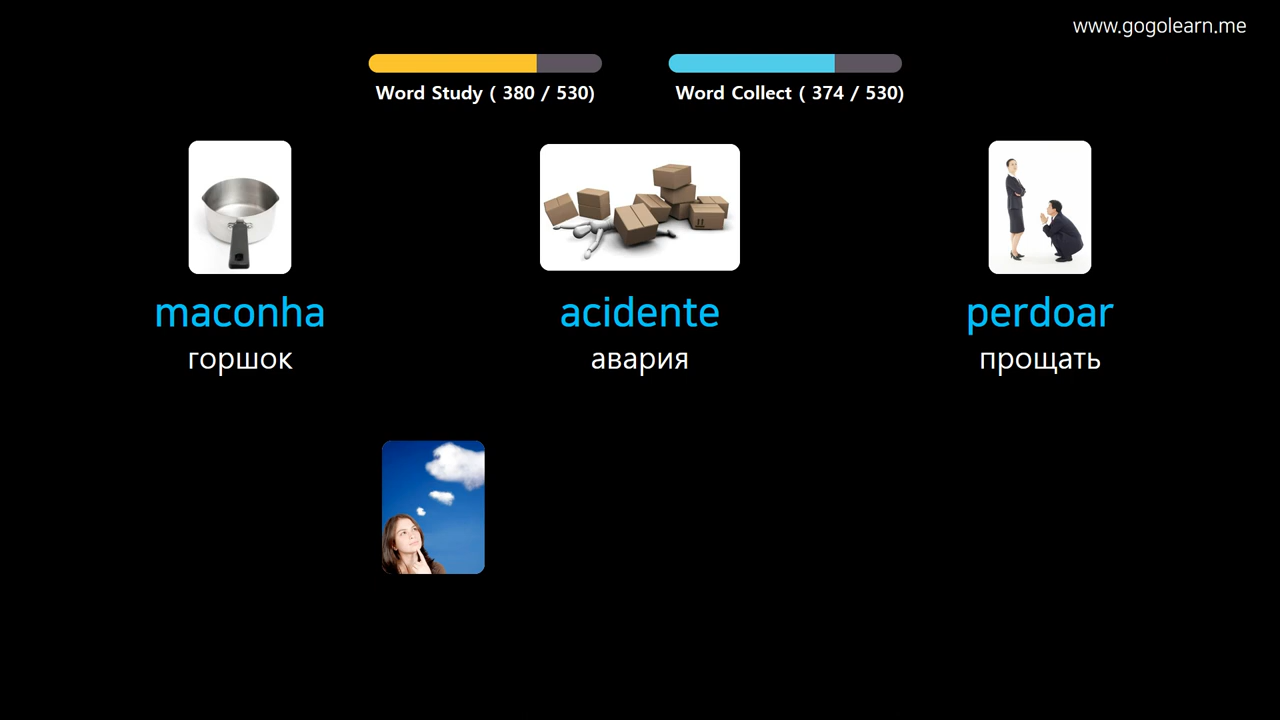 www.gogolearn.me
Word Study ( 380 / 530)
Word Collect ( 374 / 530)
maconha
acidente
perdoar
горшок
авария
прощать